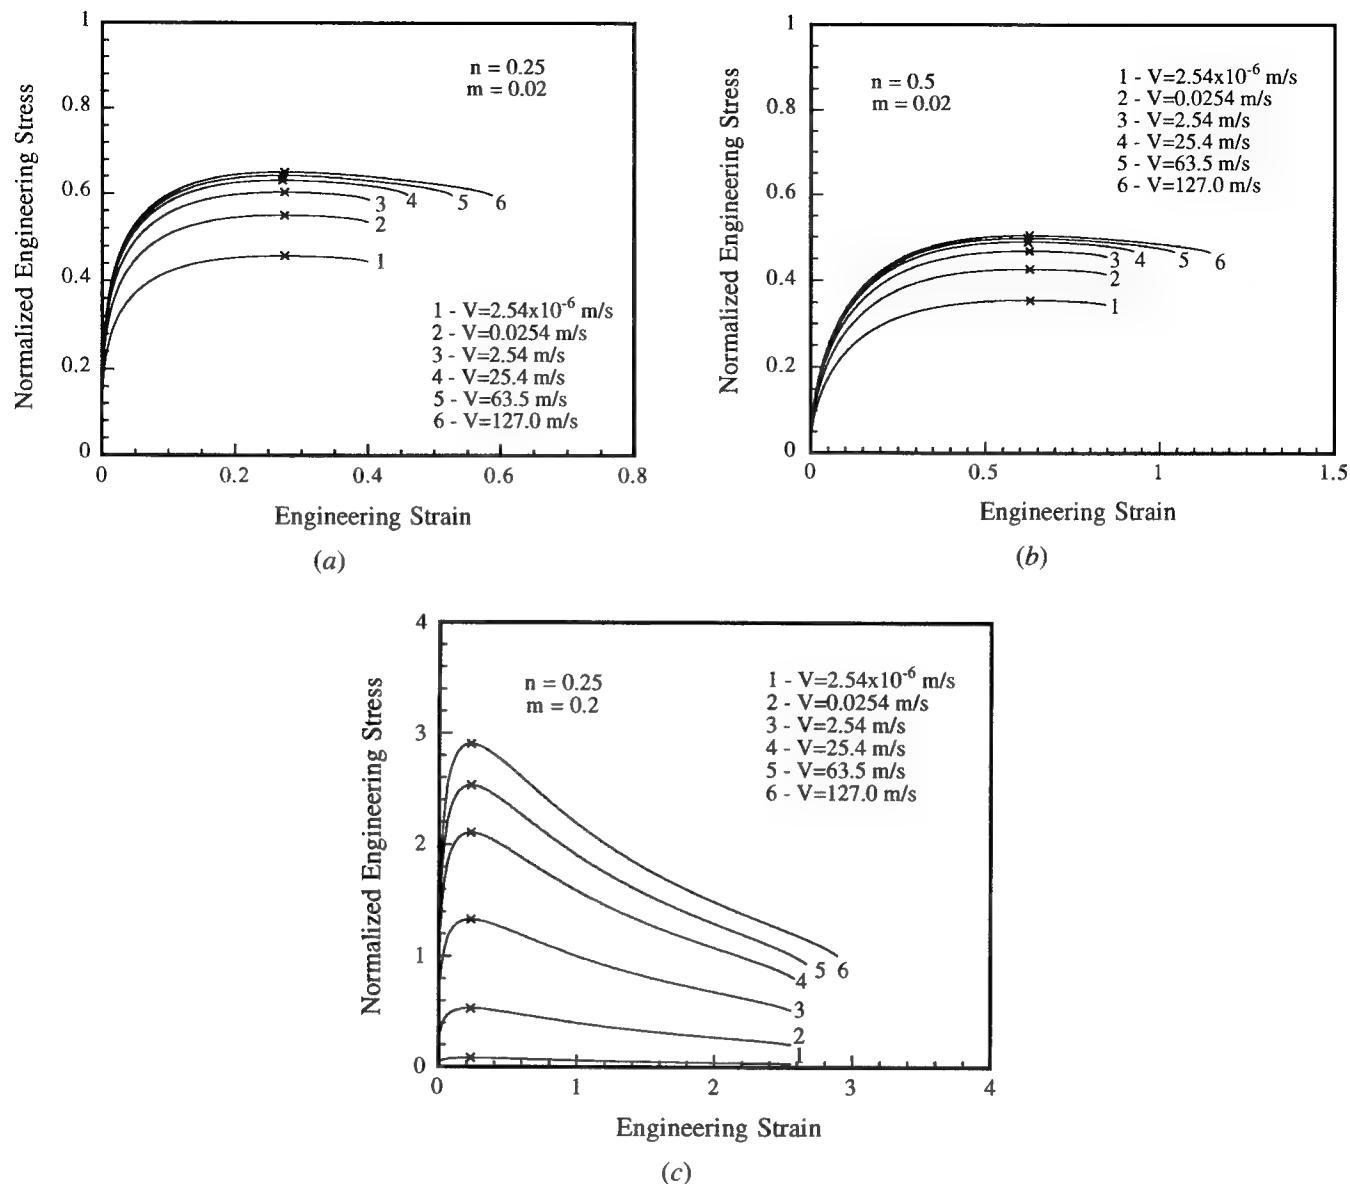 Normalized Engineering Stress
1
0.8
0.6
0.4
0.2
0
n = 0.25
m = 0.02
1
2
3
4
5
6
1 - V=2.54x10⁻⁶ m/s
2 - V=0.0254 m/s
3 - V=2.54 m/s
4 - V=25.4 m/s
5 - V=63.5 m/s
6 - V=127.0 m/s
0 0.2 0.4 0.6 0.8
Engineering Strain
(a)
Normalized Engineering Stress
1
0.8
0.6
0.4
0.2
0
n = 0.5
m = 0.02
1 - V=2.54x10⁻⁶ m/s
2 - V=0.0254 m/s
3 - V=2.54 m/s
4 - V=25.4 m/s
5 - V=63.5 m/s
6 - V=127.0 m/s
3 4 5 6
2
1
0 0.5 1 1.5
Engineering Strain
(b)
Normalized Engineering Stress
4
3
2
1
0
n = 0.25
m = 0.2
1 - V=2.54x10⁻⁶ m/s
2 - V=0.0254 m/s
3 - V=2.54 m/s
4 - V=25.4 m/s
5 - V=63.5 m/s
6 - V=127.0 m/s
5 6
4
3
2
1
0 1 2 3 4
Engineering Strain
(c)